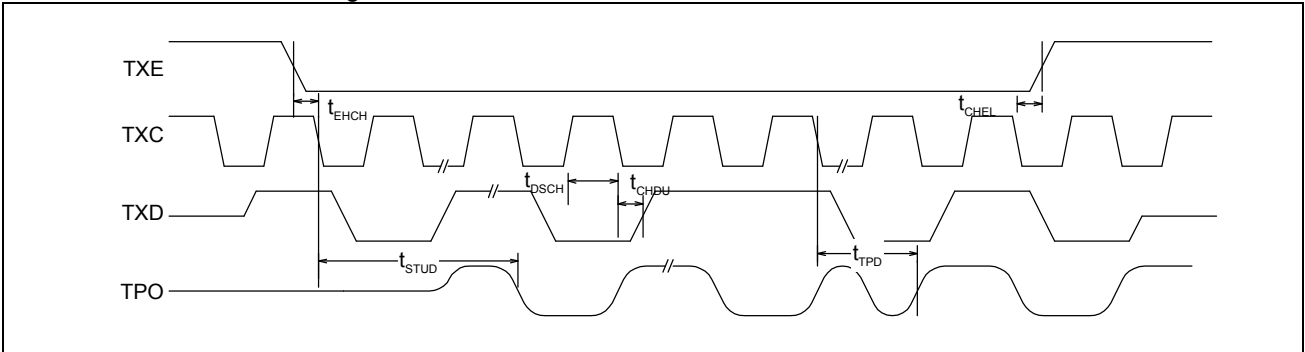 TXE
t_EHCH
t_CHEL
TXC
t_DSCH
t_CHDU
TXD
t_STUD
t_TPD
TPO